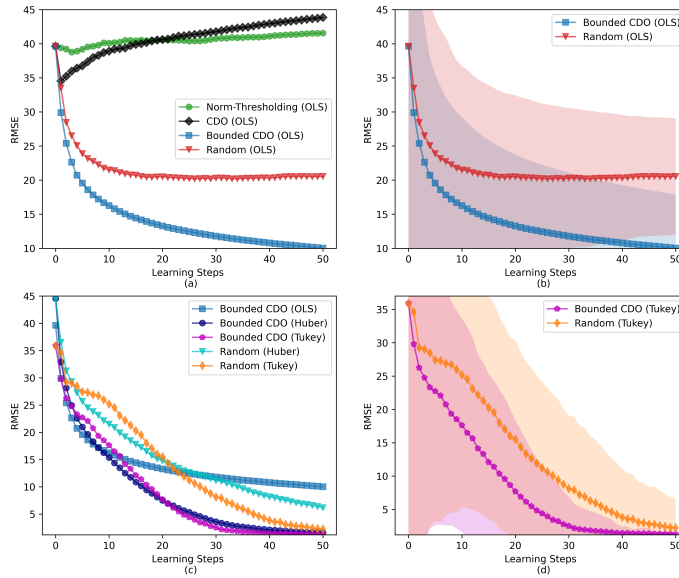 45
40
35
30
25
20
15
10
RMSE
Norm-Thresholding (OLS)
CDO (OLS)
Bounded CDO (OLS)
Random (OLS)
0 10 20 30 40 50
Learning Steps
(a)
45
40
35
30
25
20
15
10
RMSE
Bounded CDO (OLS)
Random (OLS)
0 10 20 30 40 50
Learning Steps
(b)
45
40
35
30
25
20
15
10
5
RMSE
Bounded CDO (OLS)
Bounded CDO (Huber)
Bounded CDO (Tukey)
Random (Huber)
Random (Tukey)
0 10 20 30 40 50
Learning Steps
(c)
35
30
25
20
15
10
5
RMSE
Bounded CDO (Tukey)
Random (Tukey)
0 10 20 30 40 50
Learning Steps
(d)